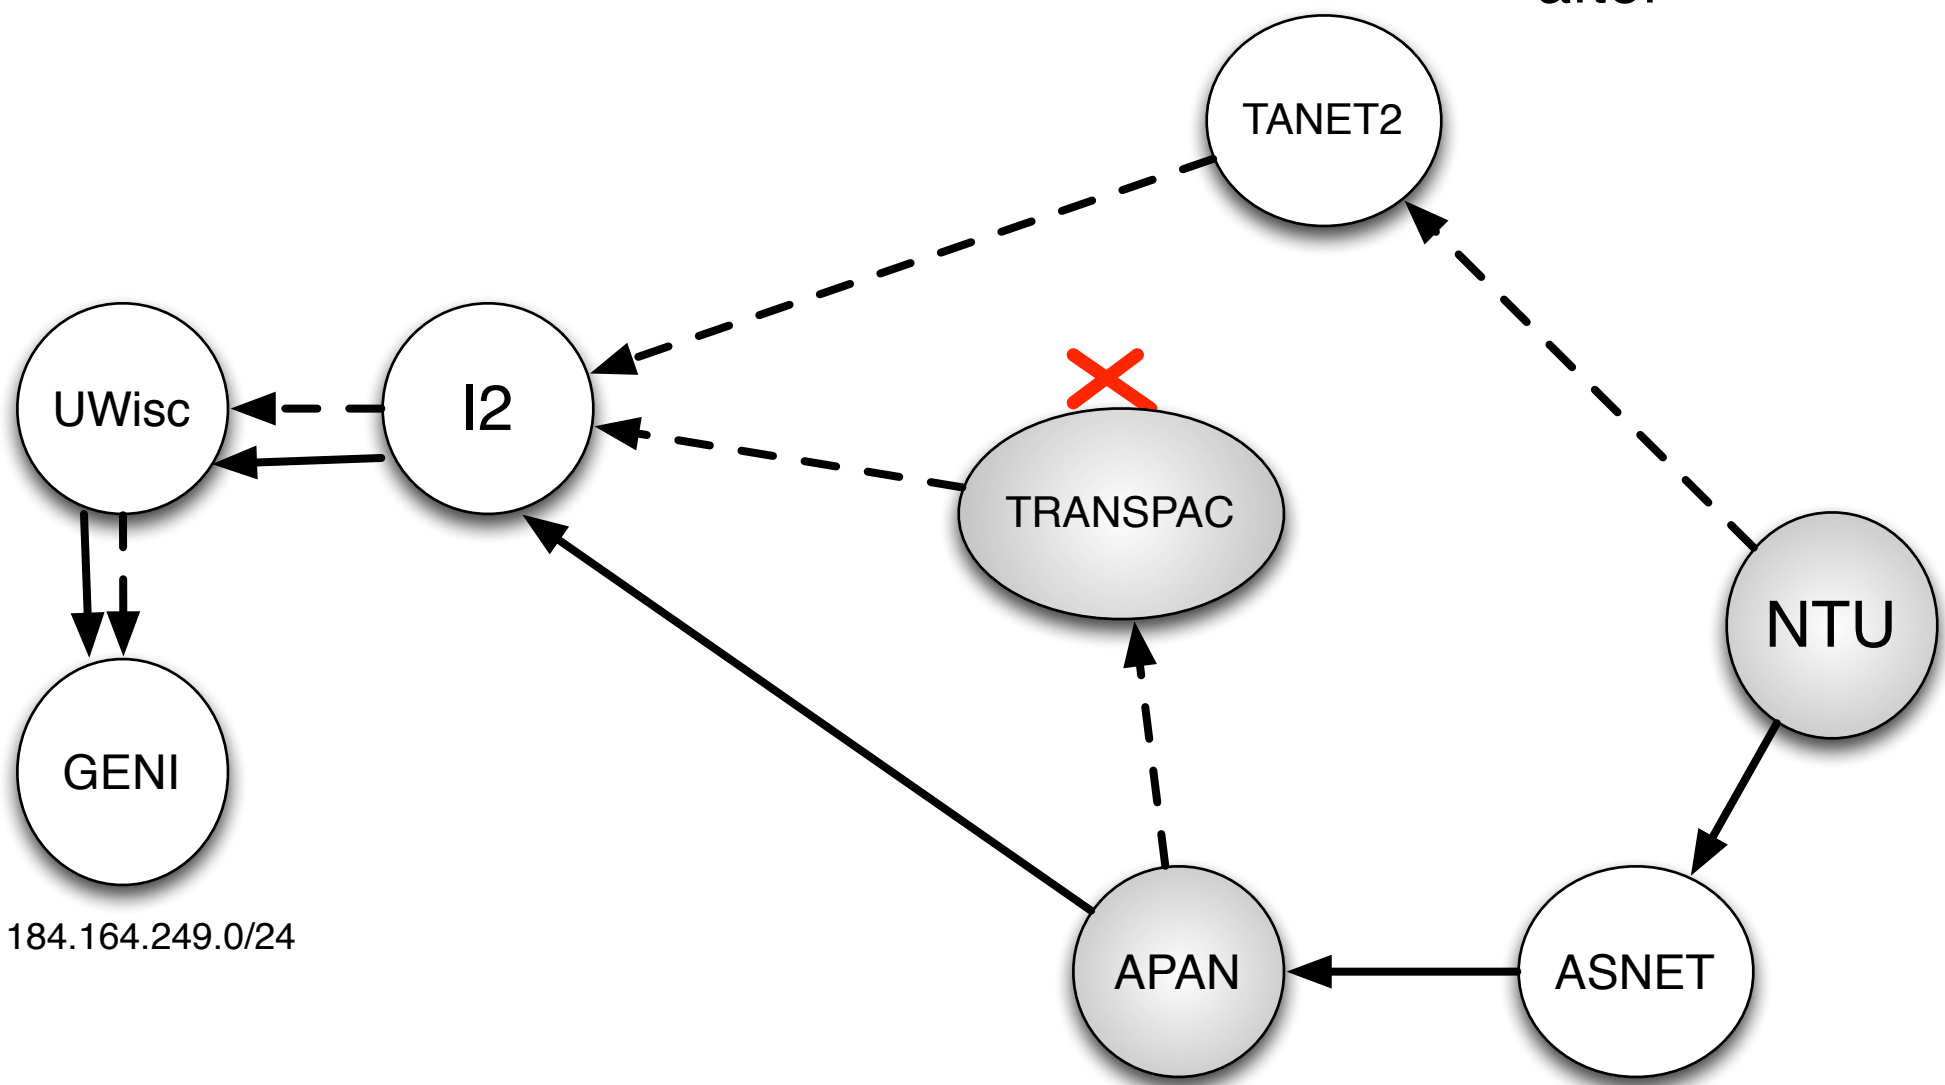 TANET2
UWisc
I2
TRANSPAC
NTU
GENI
184.164.249.0/24
APAN
ASNET